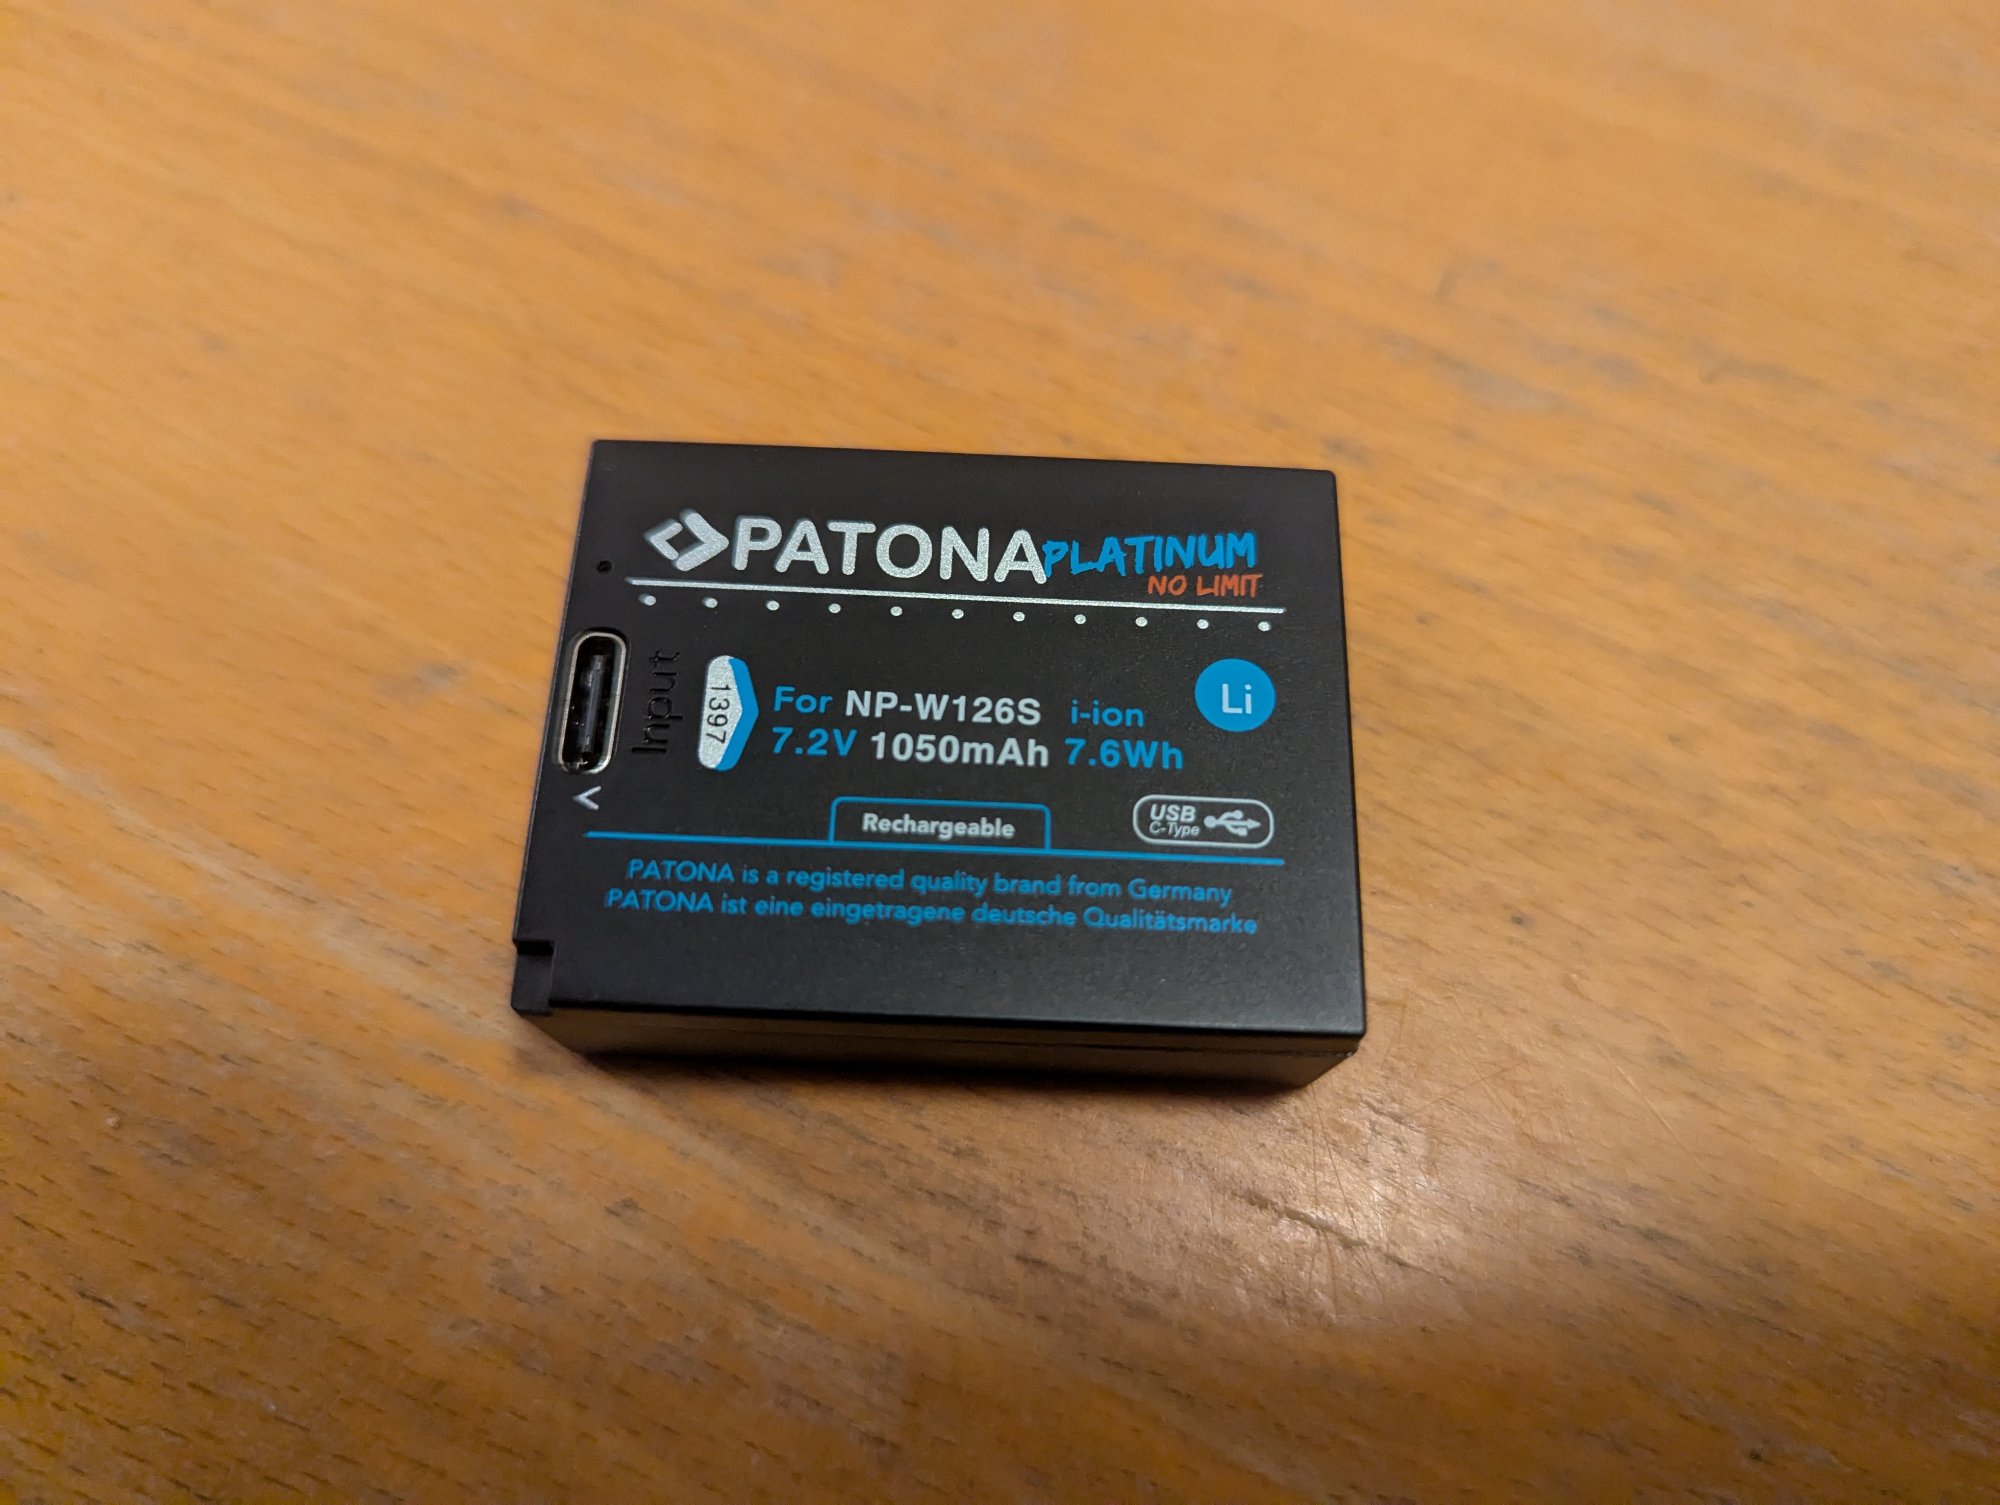 PATONA PLATINUM
NO LIMIT
Input
1397
For NP-W126S i-ion
7.2V 1050mAh 7.6Wh
Li
Rechargeable
USB
C-Type
PATONA is a registered quality brand from Germany
PATONA ist eine eingetragene deutsche Qualitätsmarke